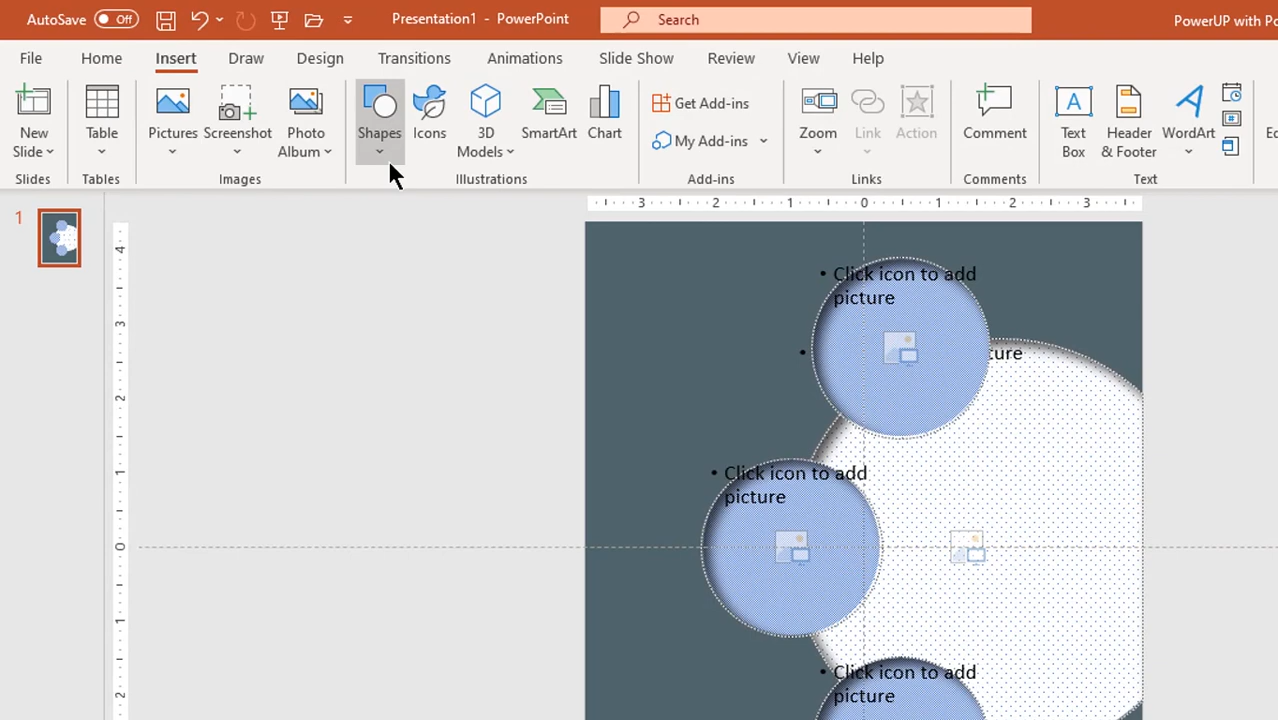 AutoSave Off Presentation1 - PowerPoint Search PowerUP with Po
File Home Insert Draw Design Transitions Animations Slide Show Review View Help
New Slide Table Pictures Screenshot Photo Album Shapes Icons 3D Models SmartArt Chart Get Add-ins My Add-ins Zoom Link Action Comment Text Box Header & Footer WordArt
Slides Tables Images Illustrations Add-ins Links Comments Text
1
3 2 1 0 1 2 3
4
3
2
1
0
1
2
• Click icon to add
picture
• ture
• Click icon to add
picture
• Click icon to add
picture